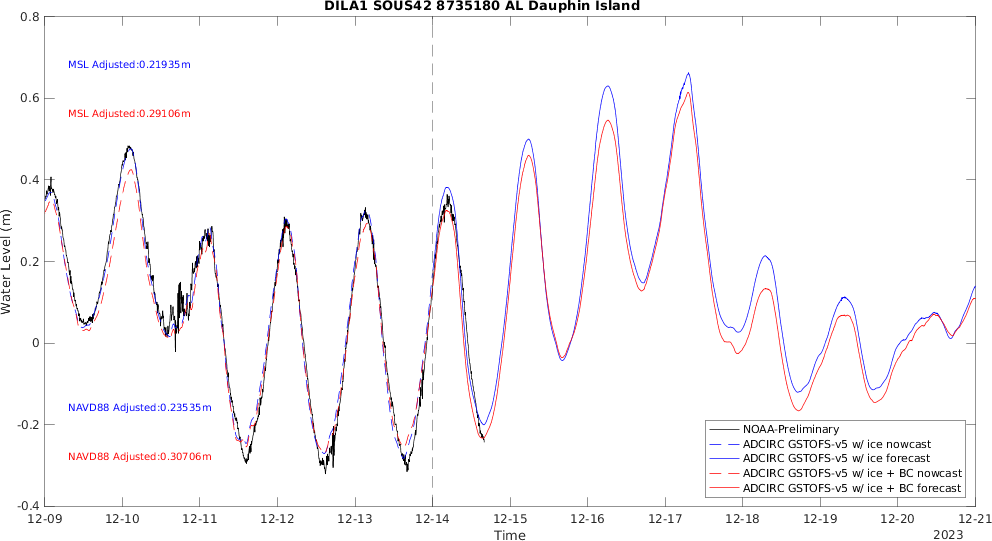 DILA1 SOUS42 8735180 AL Dauphin Island
0.8
0.6
0.4
0.2
0
-0.2
-0.4
Water Level (m)
MSL Adjusted:0.21935m
MSL Adjusted:0.29106m
NAVD88 Adjusted:0.23535m
NAVD88 Adjusted:0.30706m
NOAA-Preliminary
ADCIRC GSTOFS-v5 w/ ice nowcast
ADCIRC GSTOFS-v5 w/ ice forecast
ADCIRC GSTOFS-v5 w/ ice + BC nowcast
ADCIRC GSTOFS-v5 w/ ice + BC forecast
12-09 12-10 12-11 12-12 12-13 12-14 12-15 12-16 12-17 12-18 12-19 12-20 12-21
Time
2023